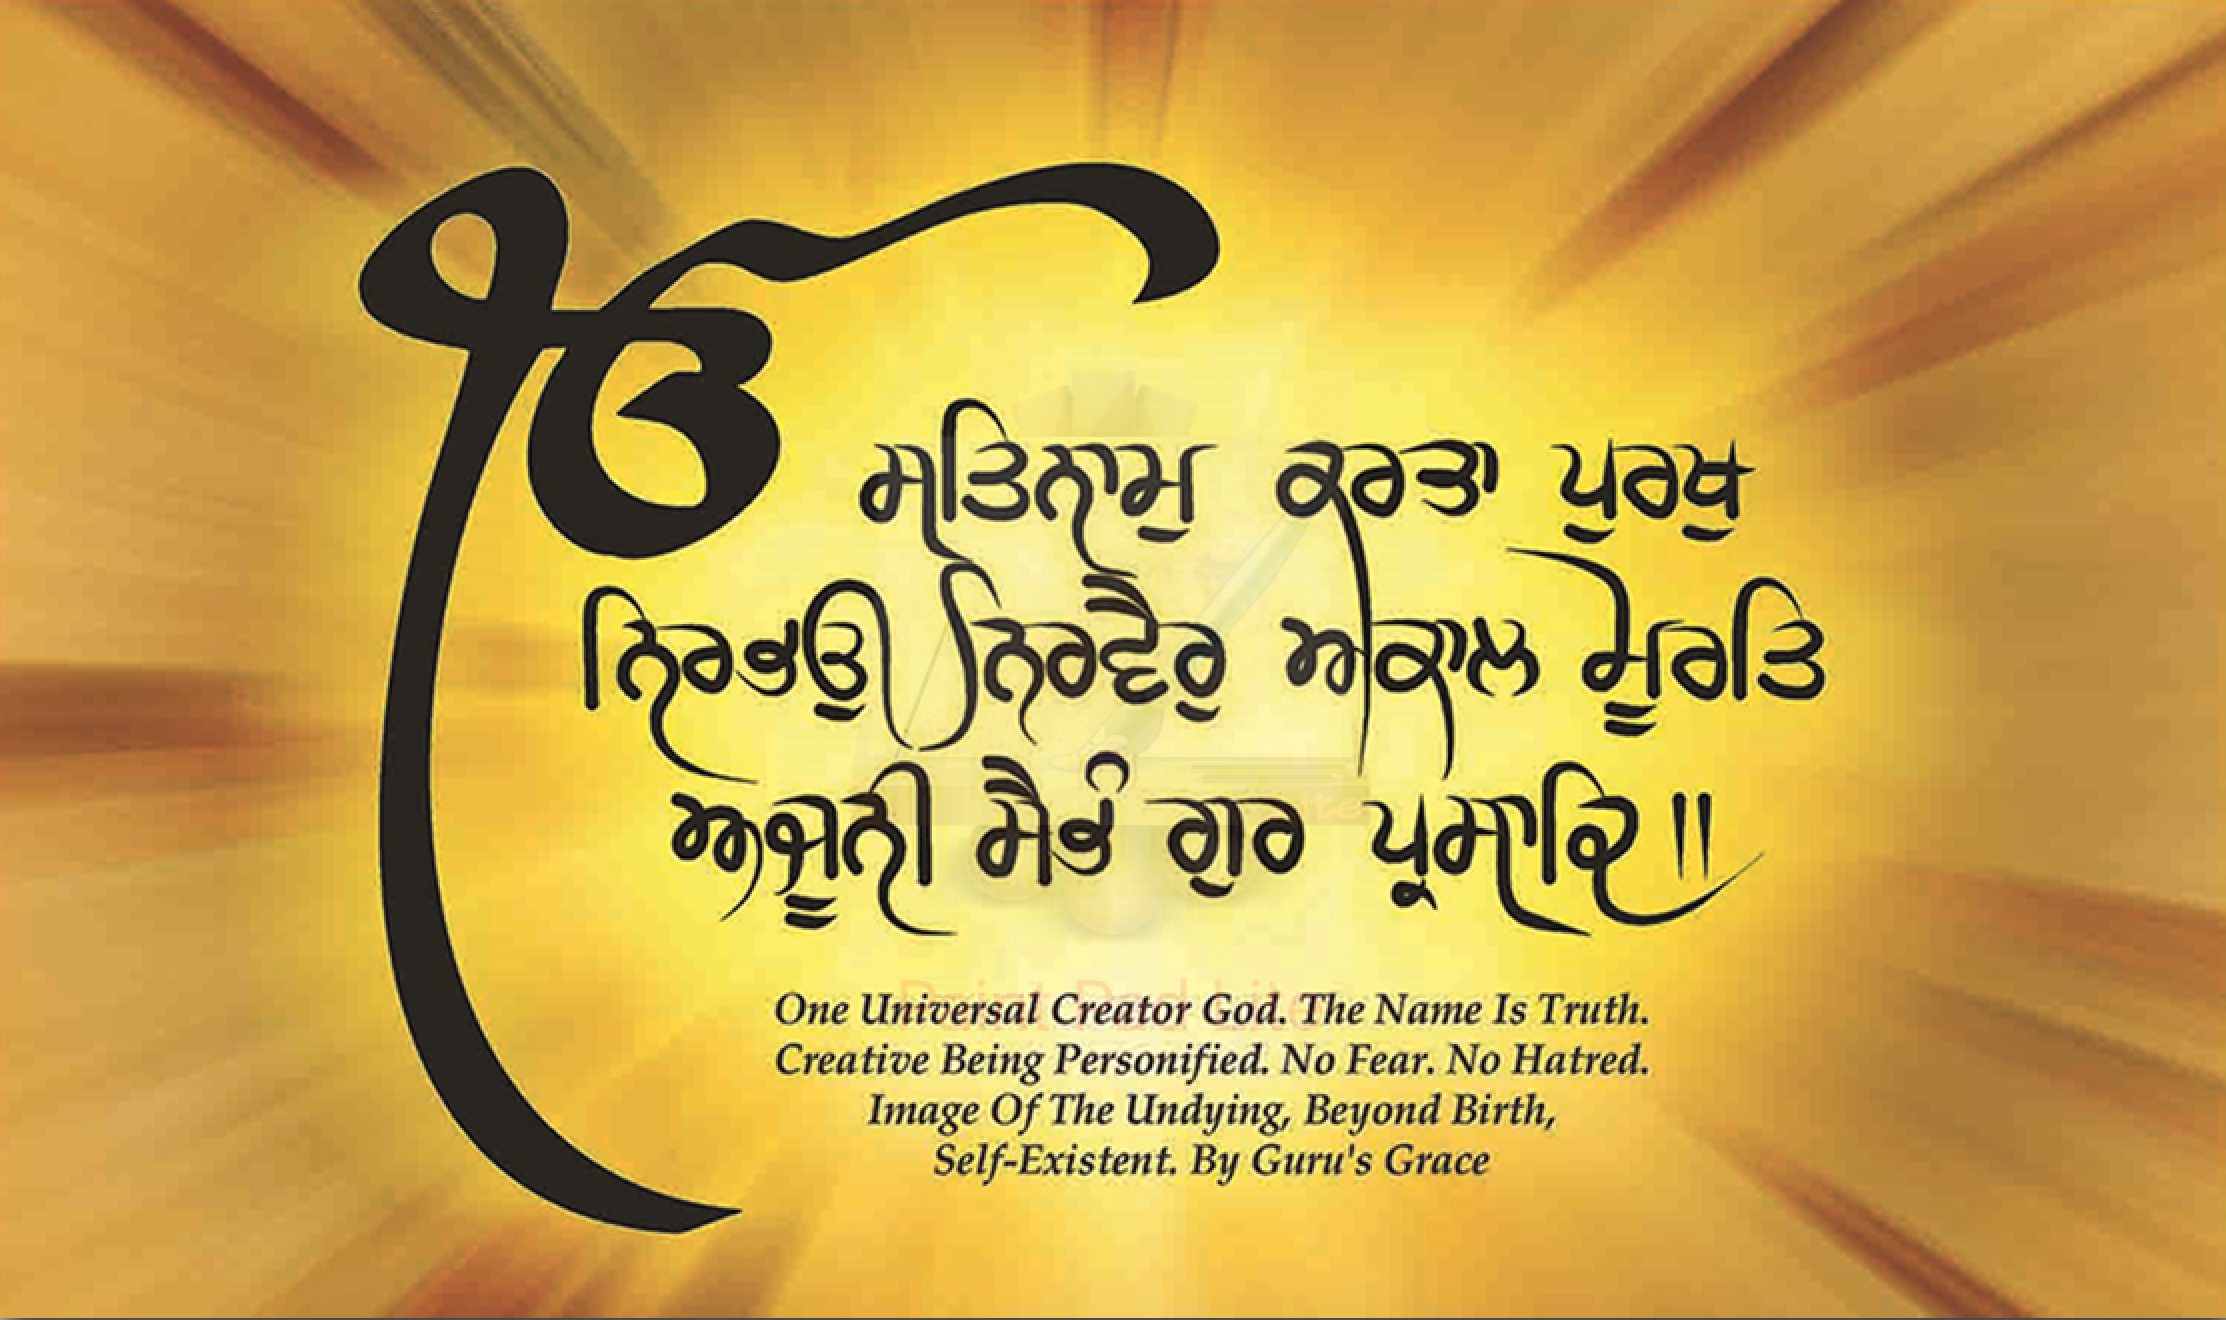 ੴ
ਸਤਿਨਾਮੁ ਕਰਤਾ ਪੁਰਖੁ
ਨਿਰਭਉ ਨਿਰਵੈਰੁ ਅਕਾਲ ਮੂਰਤਿ
ਅਜੂਨੀ ਸੈਭੰ ਗੁਰ ਪ੍ਰਸਾਦਿ ॥
One Universal Creator God. The Name Is Truth.
Creative Being Personified. No Fear. No Hatred.
Image Of The Undying, Beyond Birth,
Self-Existent. By Guru's Grace